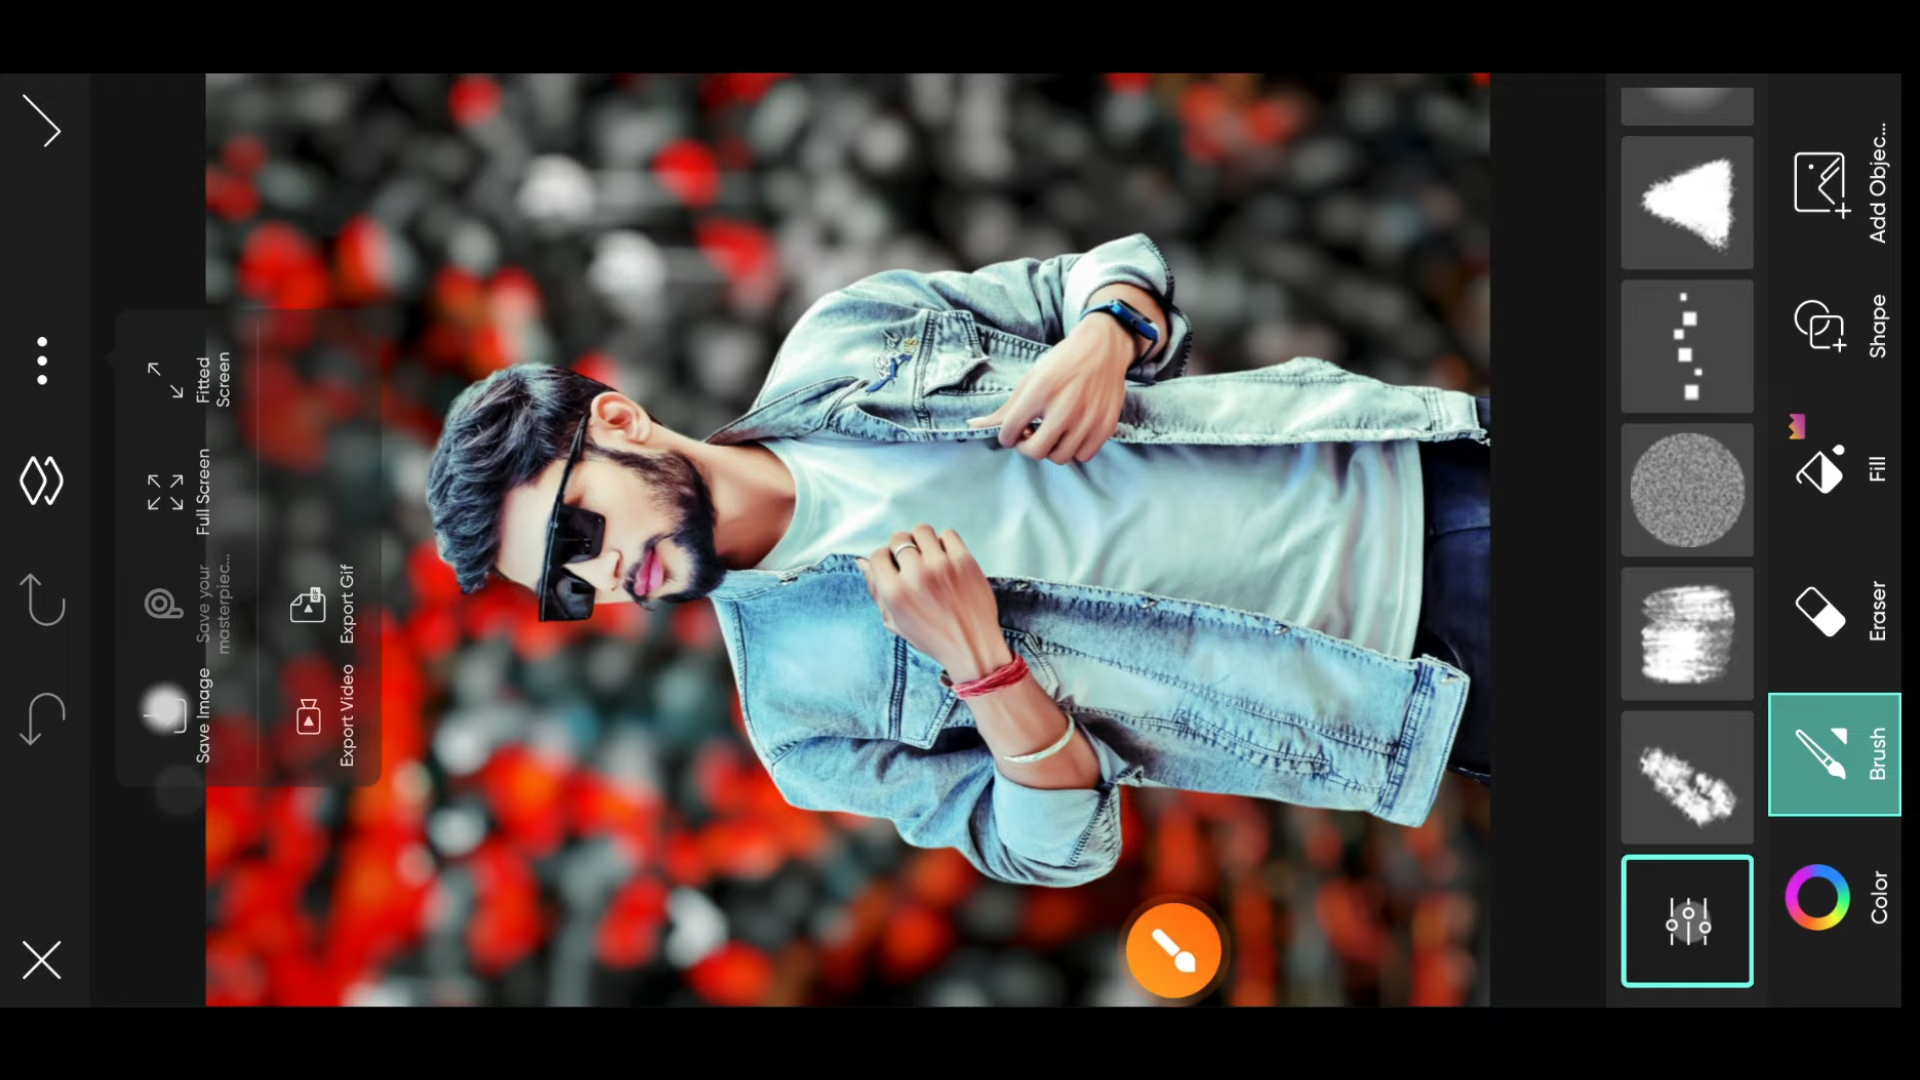 Save Image
Save your
masterpiec...
Full Screen
Fitted
Screen
Export Video
Export Gif
Color
Brush
Eraser
Fill
Shape
Add Objec...